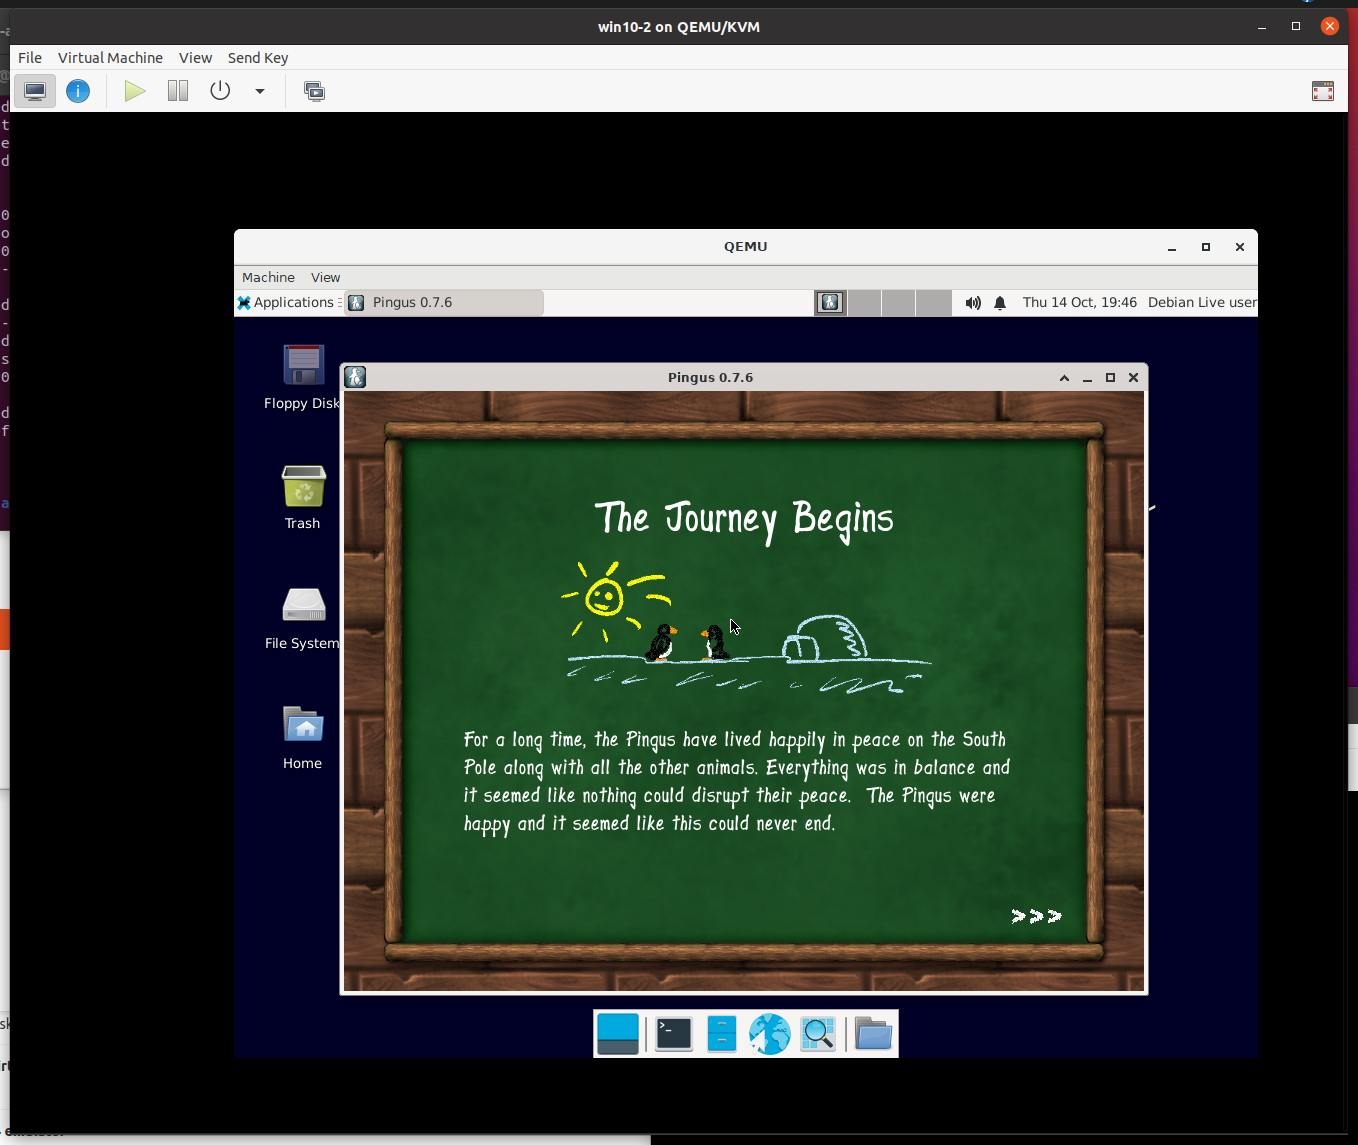 win10-2 on QEMU/KVM
File Virtual Machine View Send Key
QEMU
Machine View
Applications Pingus 0.7.6 Thu 14 Oct, 19:46 Debian Live user
Pingus 0.7.6
Floppy Disk
Trash
File System
Home
The Journey Begins
For a long time, the Pingus have lived happily in peace on the South
Pole along with all the other animals. Everything was in balance and
it seemed like nothing could disrupt their peace. The Pingus were
happy and it seemed like this could never end.
>>>